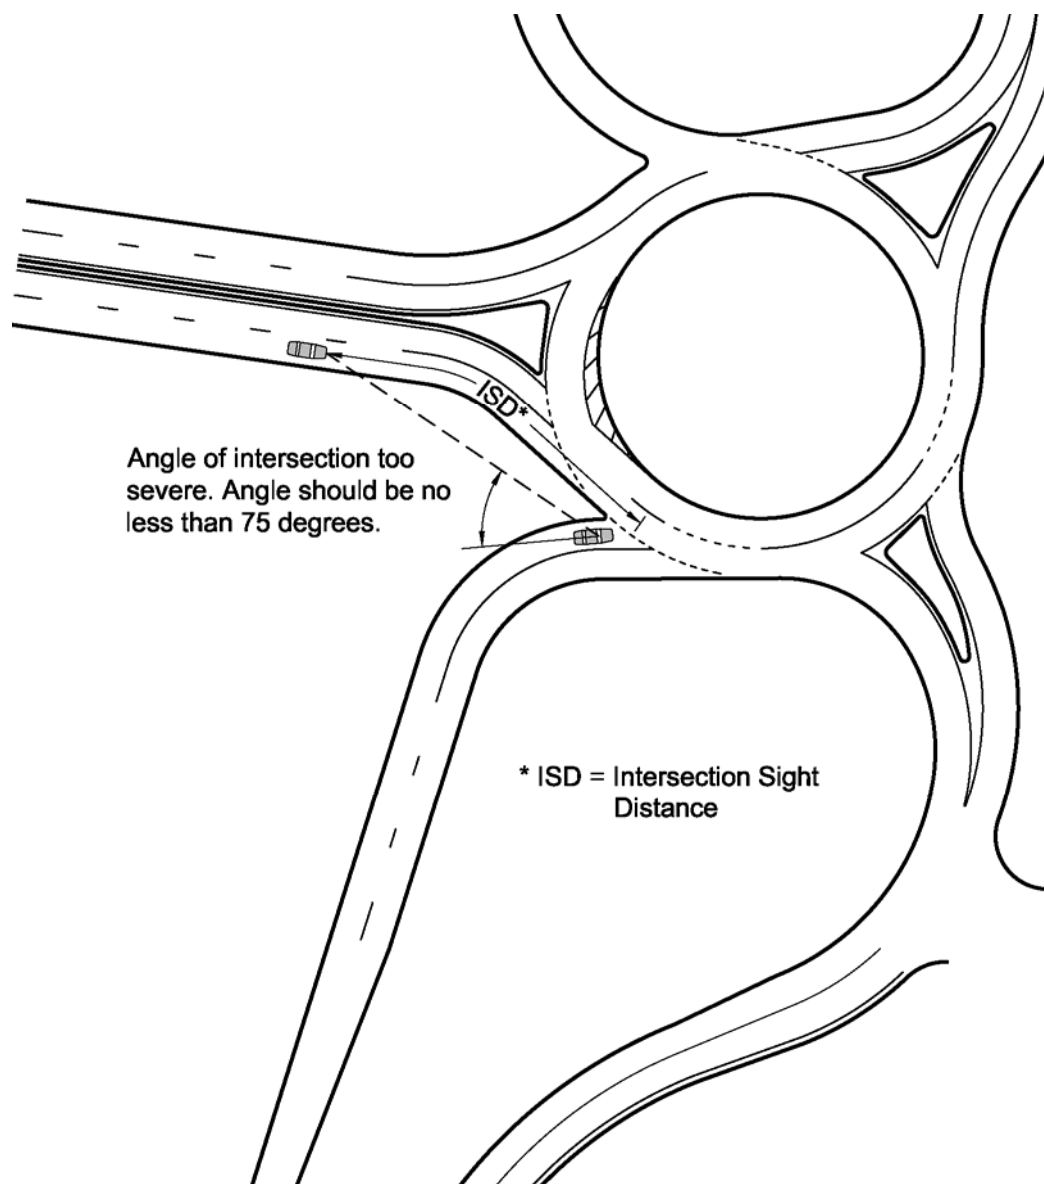 ISD*
Angle of intersection too
severe. Angle should be no
less than 75 degrees.
* ISD = Intersection Sight
Distance